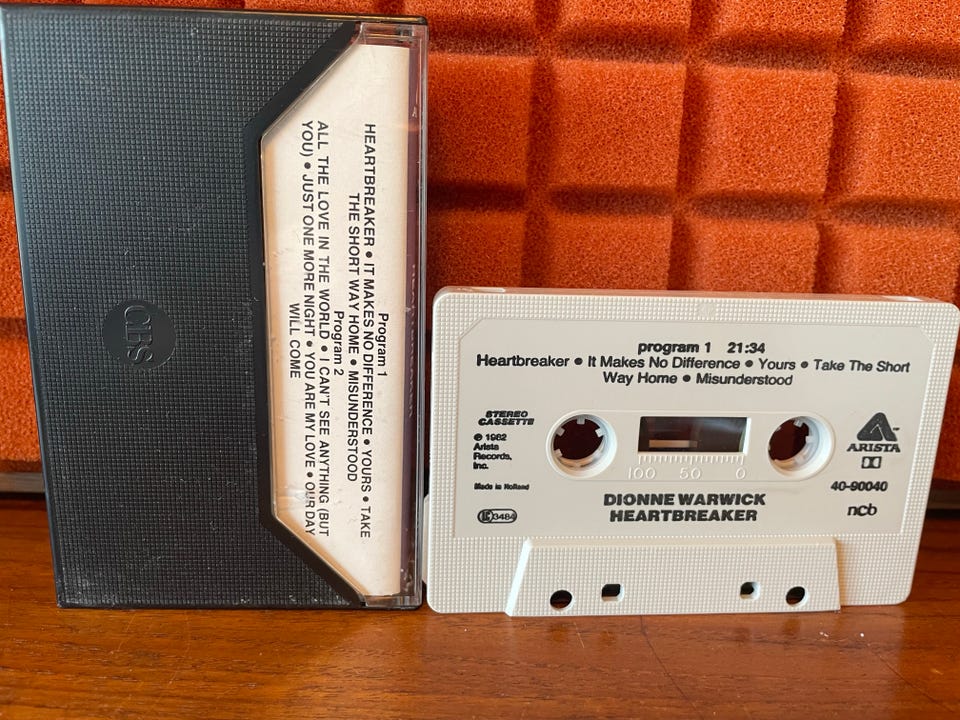 CBS
Program 1
HEARTBREAKER • IT MAKES NO DIFFERENCE • YOURS • TAKE
THE SHORT WAY HOME • MISUNDERSTOOD
Program 2
ALL THE LOVE IN THE WORLD • I CAN'T SEE ANYTHING (BUT
YOU) • JUST ONE MORE NIGHT • YOU ARE MY LOVE • OUR DAY
WILL COME
program 1 21:34
Heartbreaker • It Makes No Difference • Yours • Take The Short
Way Home • Misunderstood
STEREO
CASSETTE
℗ 1982
Arista
Records,
Inc.
Made in Holland
100 50 0
ARISTA
40-90040
DIONNE WARWICK
HEARTBREAKER
ncb
3484